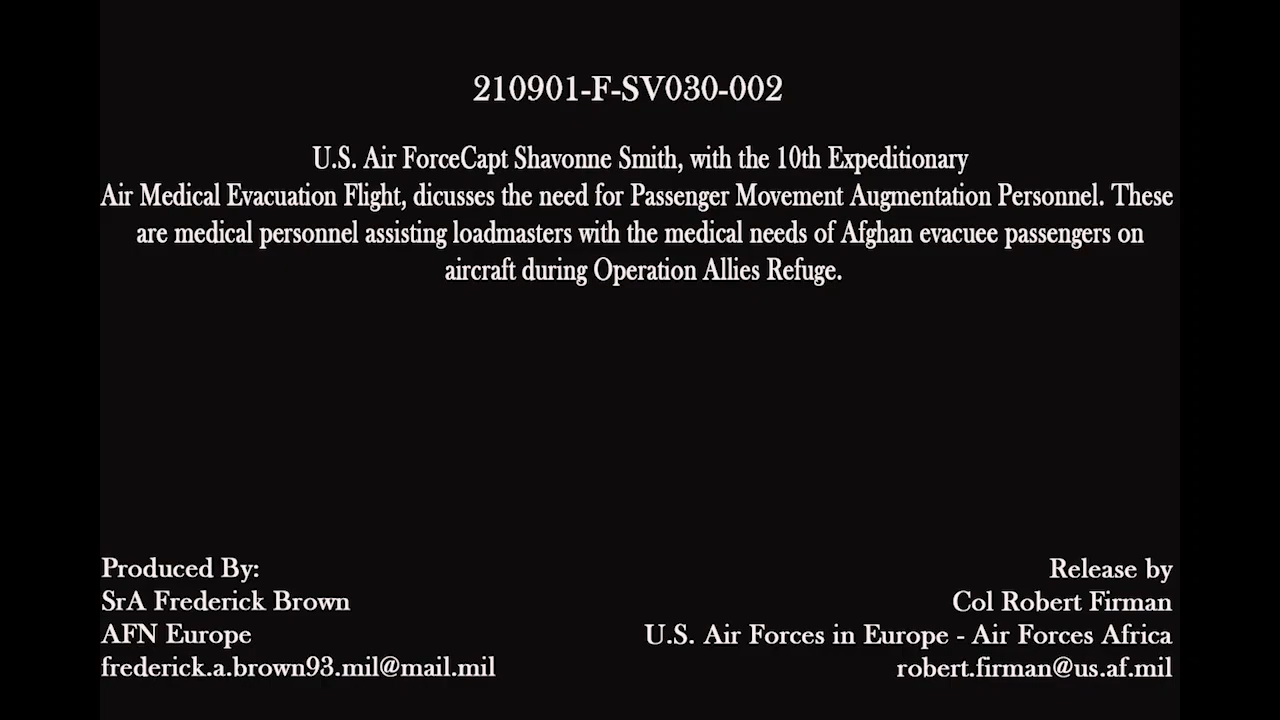 210901-F-SV030-002
U.S. Air ForceCapt Shavonne Smith, with the 10th Expeditionary
Air Medical Evacuation Flight, dicusses the need for Passenger Movement Augmentation Personnel. These
are medical personnel assisting loadmasters with the medical needs of Afghan evacuee passengers on
aircraft during Operation Allies Refuge.
Produced By:
SrA Frederick Brown
AFN Europe
frederick.a.brown93.mil@mail.mil
Release by
Col Robert Firman
U.S. Air Forces in Europe - Air Forces Africa
robert.firman@us.af.mil